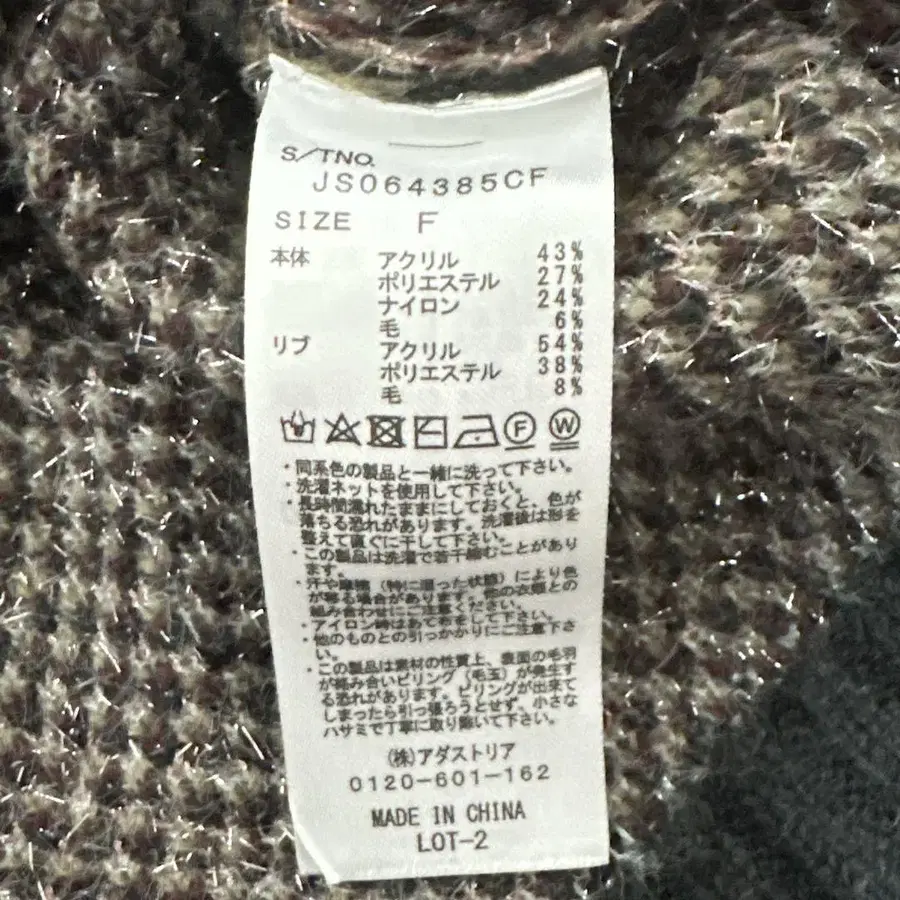 S/TNO.
JS064385CF
SIZE F
本体 アクリル 43%
ポリエステル 27%
ナイロン 24%
毛 6%
リブ アクリル 54%
ポリエステル 38%
毛 8%
F W
・同系色の製品と一緒に洗って下さい。
・洗濯ネットを使用して下さい。
・長時間濡れたままにしておくと、色が
落ちる恐れがあります。洗濯後は形を
整えて直ぐに干して下さい。
・この製品は洗濯で若干縮むことがあり
ます。
・汗や摩擦（特に湿った状態）により色
が移る場合があります。他の衣類との
組み合わせにご注意ください。
・アイロン時はあて布をご使用下さい。
・他のものとの引っかかりにご注意下さ
い。
・この製品は素材の性質上、表面の毛羽
が絡み合いピリング（毛玉）が発生す
る恐れがあります。ピリングが出来て
しまったら引っ張ろうとせず、小さな
ハサミで丁寧に取り除いて下さい。
(株)アダストリア
0120-601-162
MADE IN CHINA
LOT-2